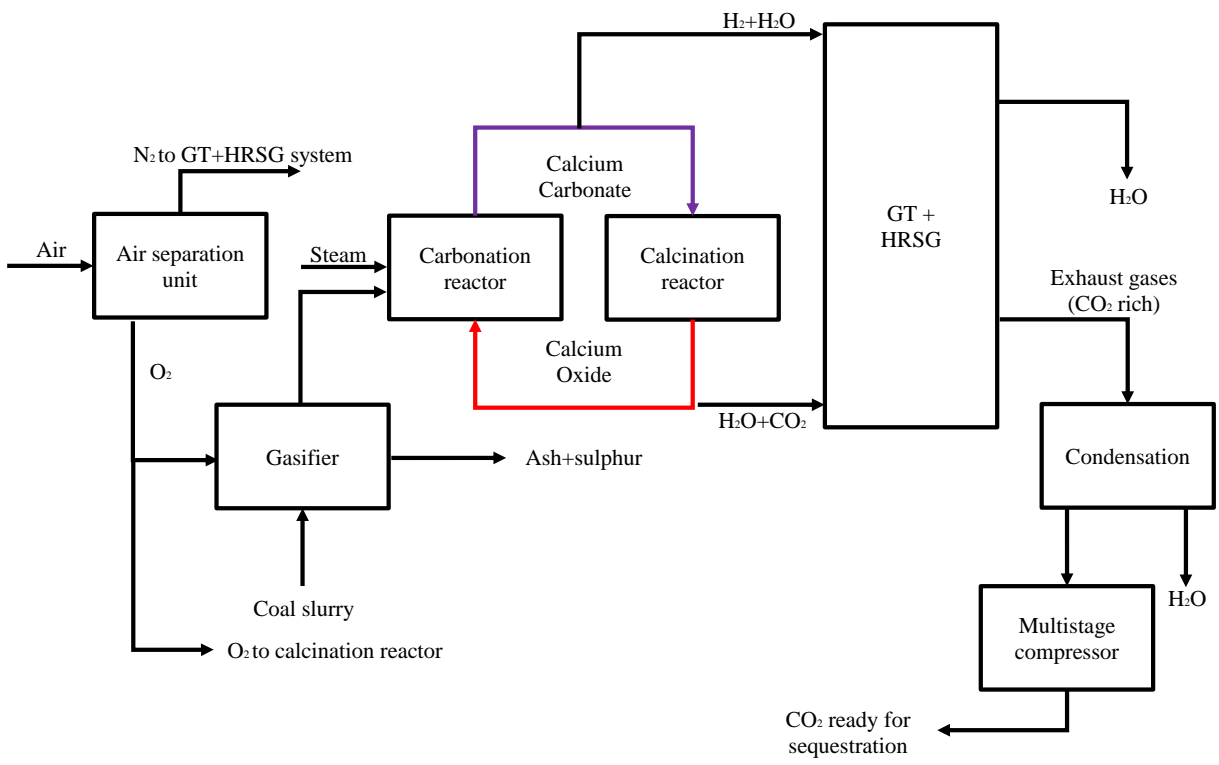 H₂+H₂O
N₂ to GT+HRSG system
Calcium
Carbonate
H₂O
Air
Air separation
unit
Steam
Carbonation
reactor
Calcination
reactor
GT +
HRSG
Exhaust gases
(CO₂ rich)
O₂
Calcium
Oxide
H₂O+CO₂
Gasifier
Ash+sulphur
Condensation
Coal slurry
H₂O
O₂ to calcination reactor
Multistage
compressor
CO₂ ready for
sequestration